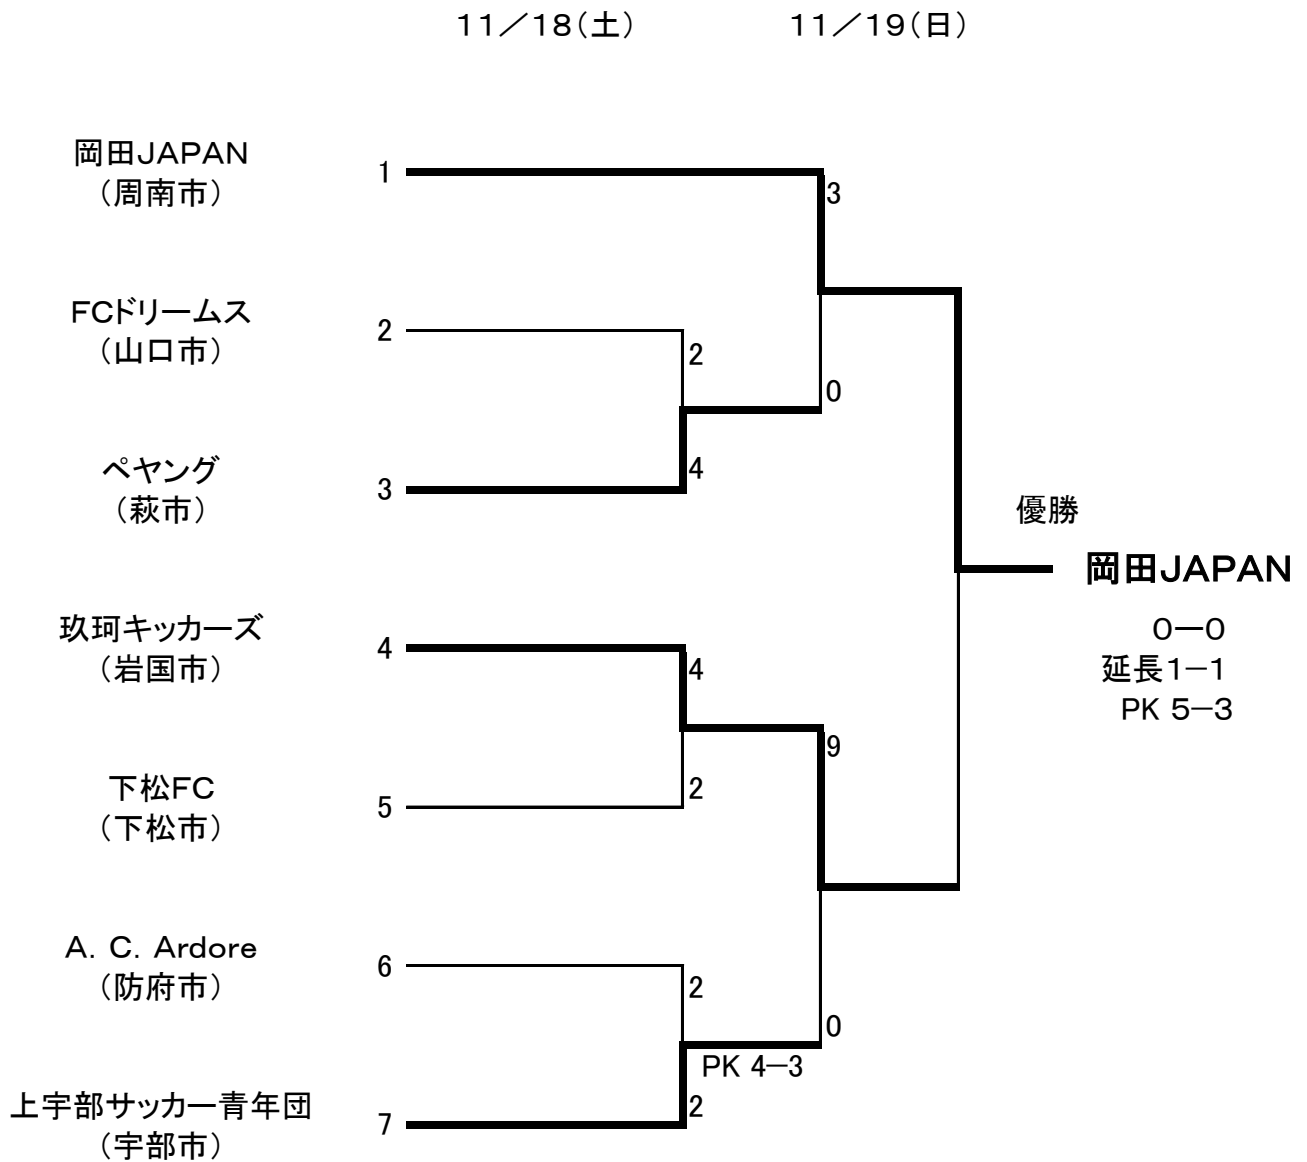 11／18（土）
11／19（日）
岡田JAPAN
（周南市）
1
3
FCドリームス
（山口市）
2
2
0
ペヤング
（萩市）
3
4
優勝
岡田JAPAN
0ー0
延長1－1
PK 5－3
玖珂キッカーズ
（岩国市）
4
4
9
下松FC
（下松市）
5
2
A．C．Ardore
（防府市）
6
2
0
PK 4－3
上宇部サッカー青年団
（宇部市）
7
2